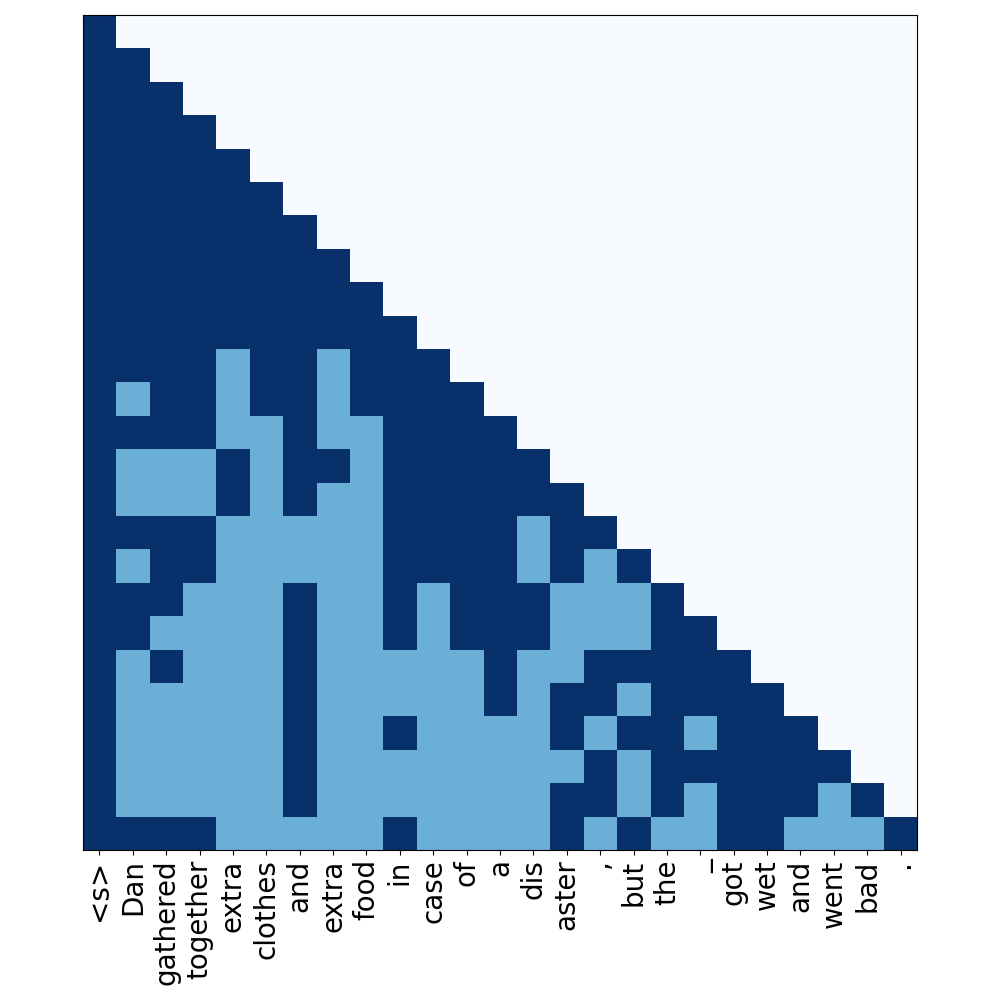 <s> Dan gathered together extra clothes and extra food in case of a dis aster , but the _ got wet and went bad .